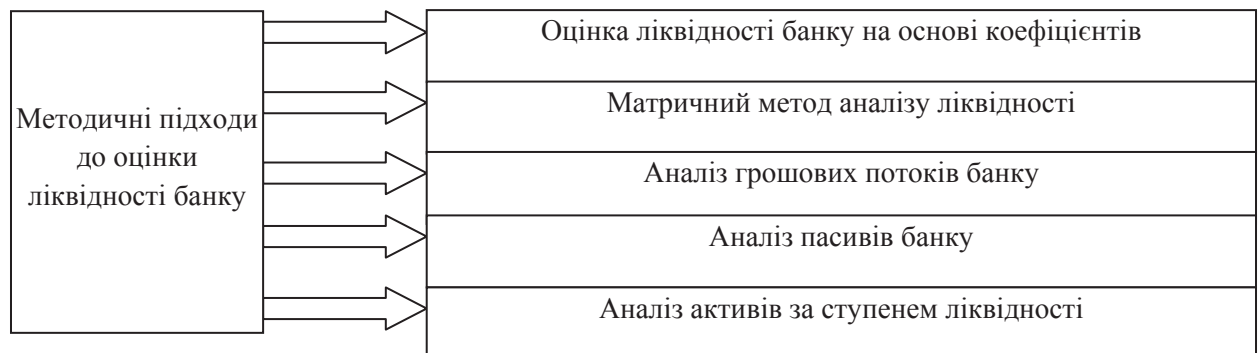 Методичні підходи
до оцінки
ліквідності банку
Оцінка ліквідності банку на основі коефіцієнтів
Матричний метод аналізу ліквідності
Аналіз грошових потоків банку
Аналіз пасивів банку
Аналіз активів за ступенем ліквідності